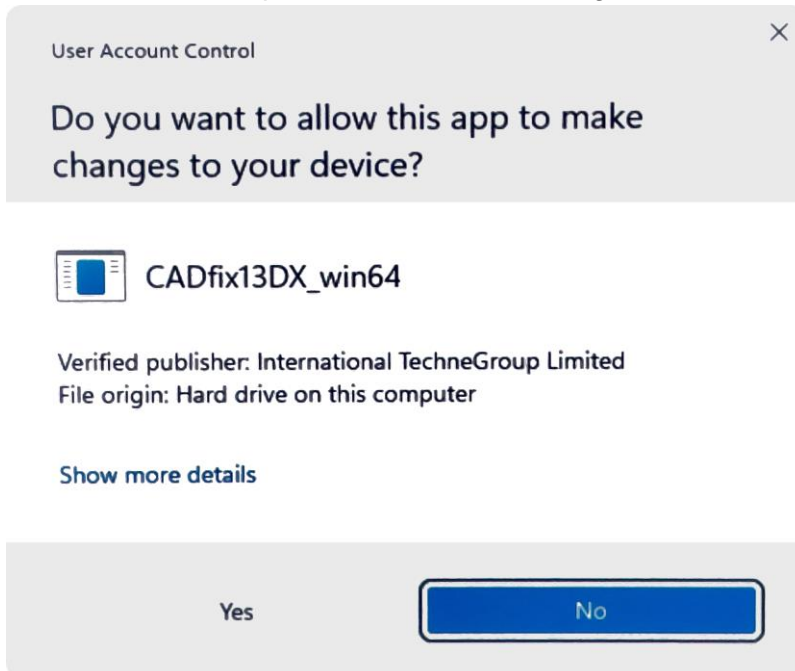 User Account Control
Do you want to allow this app to make
changes to your device?
CADfix13DX_win64
Verified publisher: International TechneGroup Limited
File origin: Hard drive on this computer
Show more details
Yes
No